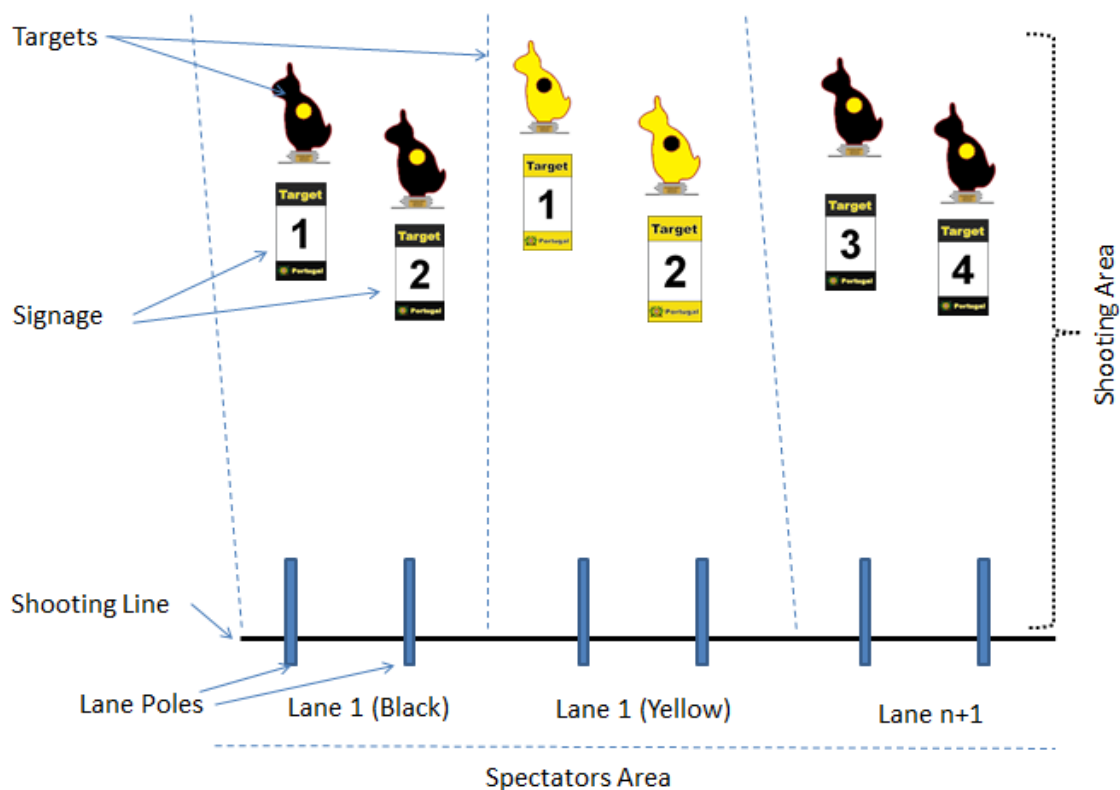 Targets
Target
1
Portugal
Target
2
Portugal
Target
1
Portugal
Target
2
Portugal
Target
3
Portugal
Target
4
Portugal
Signage
Shooting Area
Shooting Line
Lane Poles
Lane 1 (Black)
Lane 1 (Yellow)
Lane n+1
Spectators Area